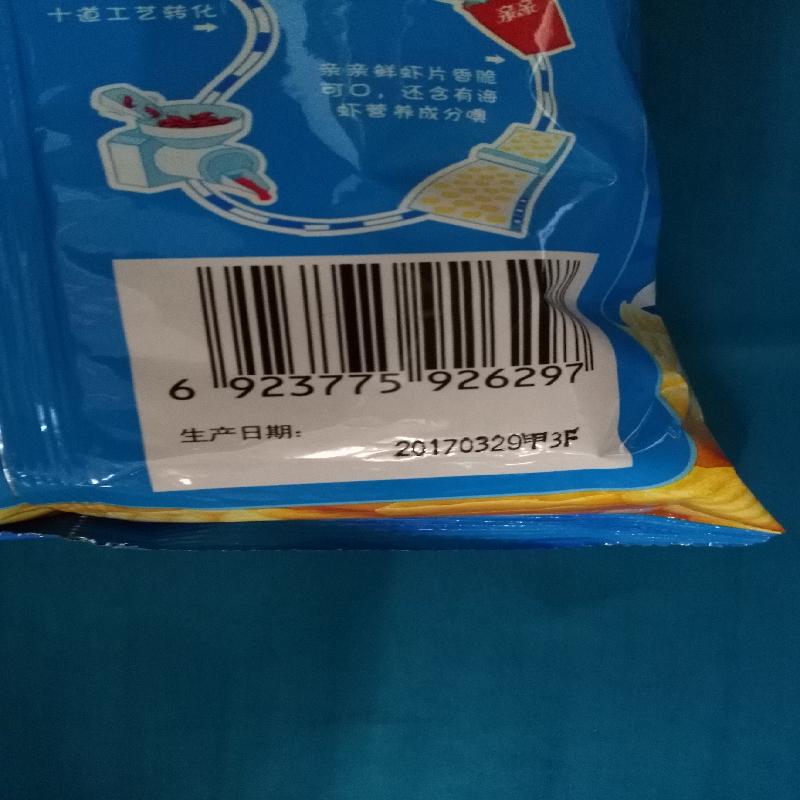 十道工艺转化
亲亲
亲亲鲜虾片香脆
可口，还含有海
虾营养成分噢
6 923775 926297
生产日期：
20170329甲3F